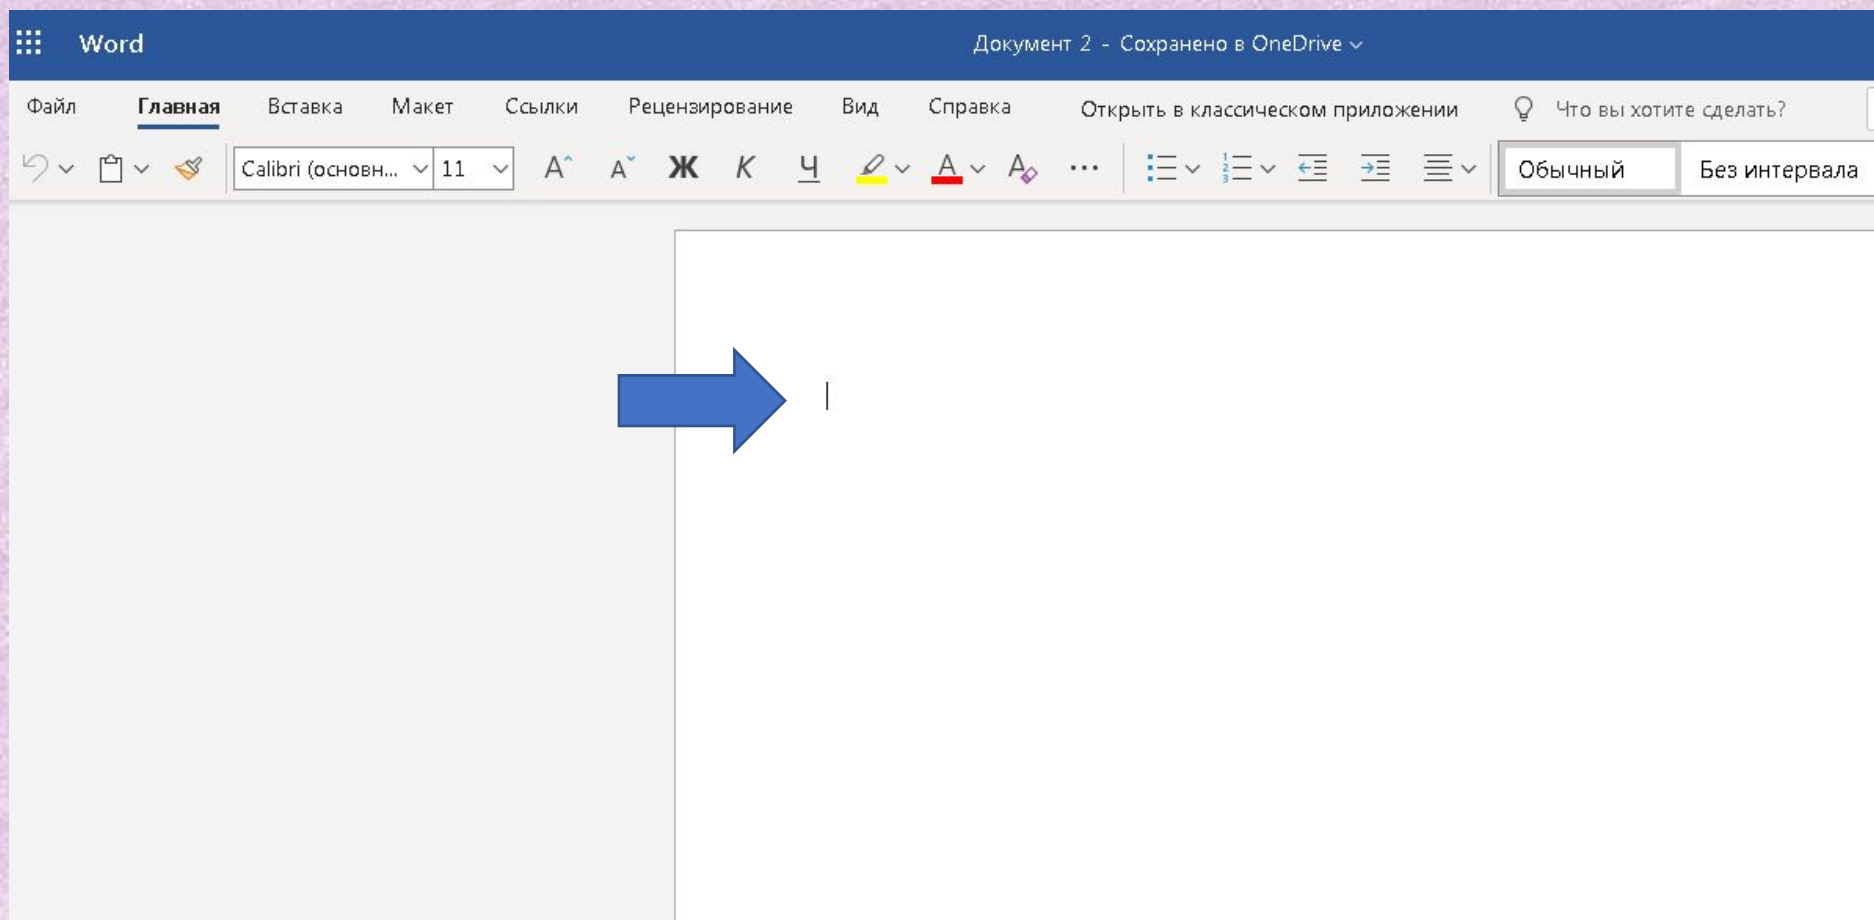 Word
Документ 2 - Сохранено в OneDrive
Файл Главная Вставка Макет Ссылки Рецензирование Вид Справка Открыть в классическом приложении Что вы хотите сделать?
Calibri (основн... 11 A A Ж К Ч A A ... Обычный Без интервала